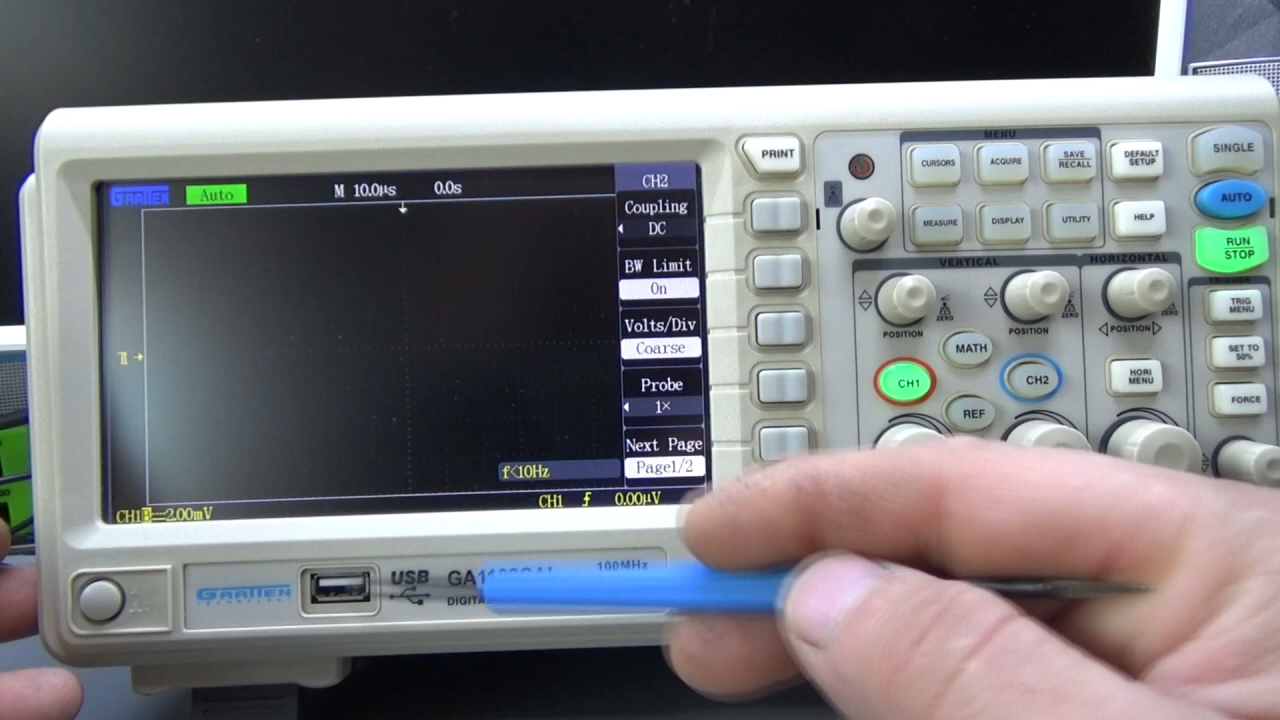 GRATTEN Auto M 10.0μs 0.0s
CH2
Coupling
DC
BW Limit
On
Volts/Div
Coarse
Probe
1×
Next Page
Page1/2
f<10Hz
CH1B 2.00mV
CH1 0.00μV
PRINT
MENU
CURSORS ACQUIRE SAVE RECALL
DEFAULT SETUP
MEASURE DISPLAY UTILITY
HELP
SINGLE
AUTO
RUN STOP
VERTICAL
HORIZONTAL
TRIGGER
ZERO ZERO ZERO
POSITION POSITION POSITION
TRIG MENU
MATH
SET TO 50%
CH1 CH2
HORI MENU
REF
FORCE
GRATTEN
TECHNOLOGY
USB
100MHz